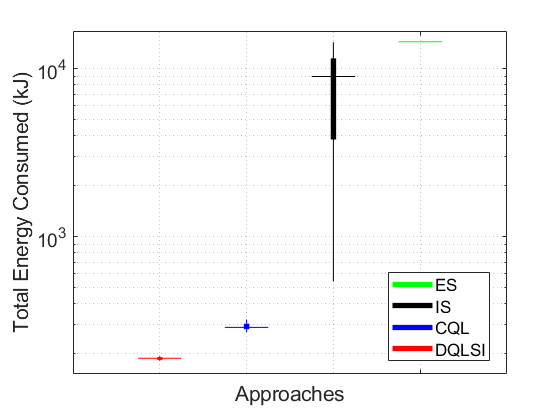 Total Energy Consumed (kJ)
10^4
10^3
ES
IS
CQL
DQLSI
Approaches